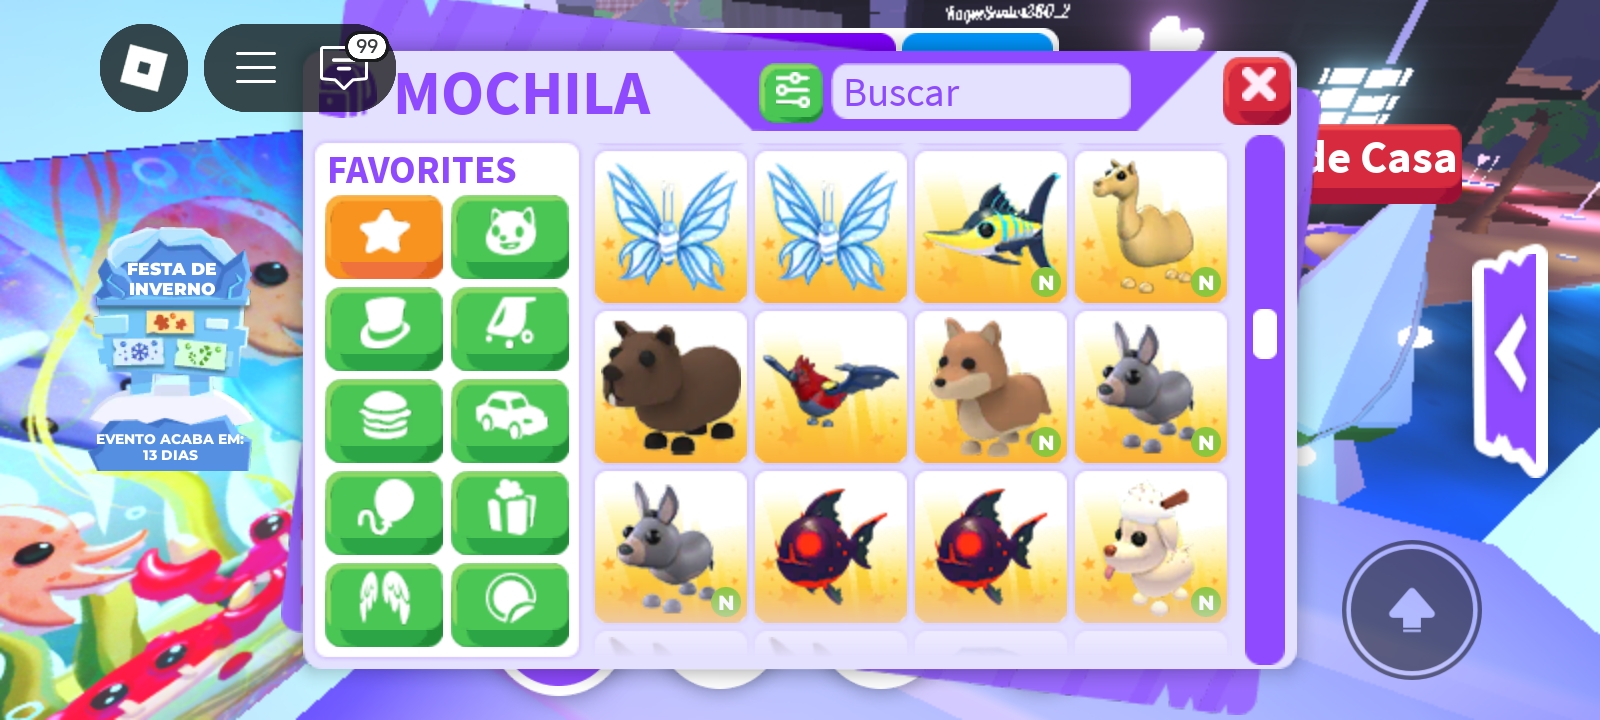 99
MOCHILA
Buscar
de Casa
FAVORITES
FESTA DE
INVERNO
EVENTO ACABA EM:
13 DIAS
N
N
N
N
N
N